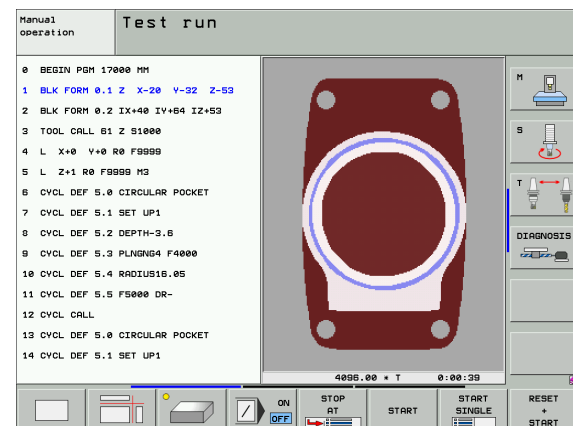 Manual operation
Test run
0 BEGIN PGM 17000 MM
1 BLK FORM 0.1 Z X-20 Y-32 Z-53
2 BLK FORM 0.2 IX+40 IY+64 IZ+53
3 TOOL CALL 61 Z S1000
4 L X+0 Y+0 R0 F9999
5 L Z+1 R0 F9999 M3
6 CYCL DEF 5.0 CIRCULAR POCKET
7 CYCL DEF 5.1 SET UP1
8 CYCL DEF 5.2 DEPTH-3.6
9 CYCL DEF 5.3 PLNGNG4 F4000
10 CYCL DEF 5.4 RADIUS16.05
11 CYCL DEF 5.5 F5000 DR-
12 CYCL CALL
13 CYCL DEF 5.0 CIRCULAR POCKET
14 CYCL DEF 5.1 SET UP1
4096.00 * T 0:00:39
M
S
T
DIAGNOSIS
ON
OFF
STOP
AT
START
START
SINGLE
RESET
+
START